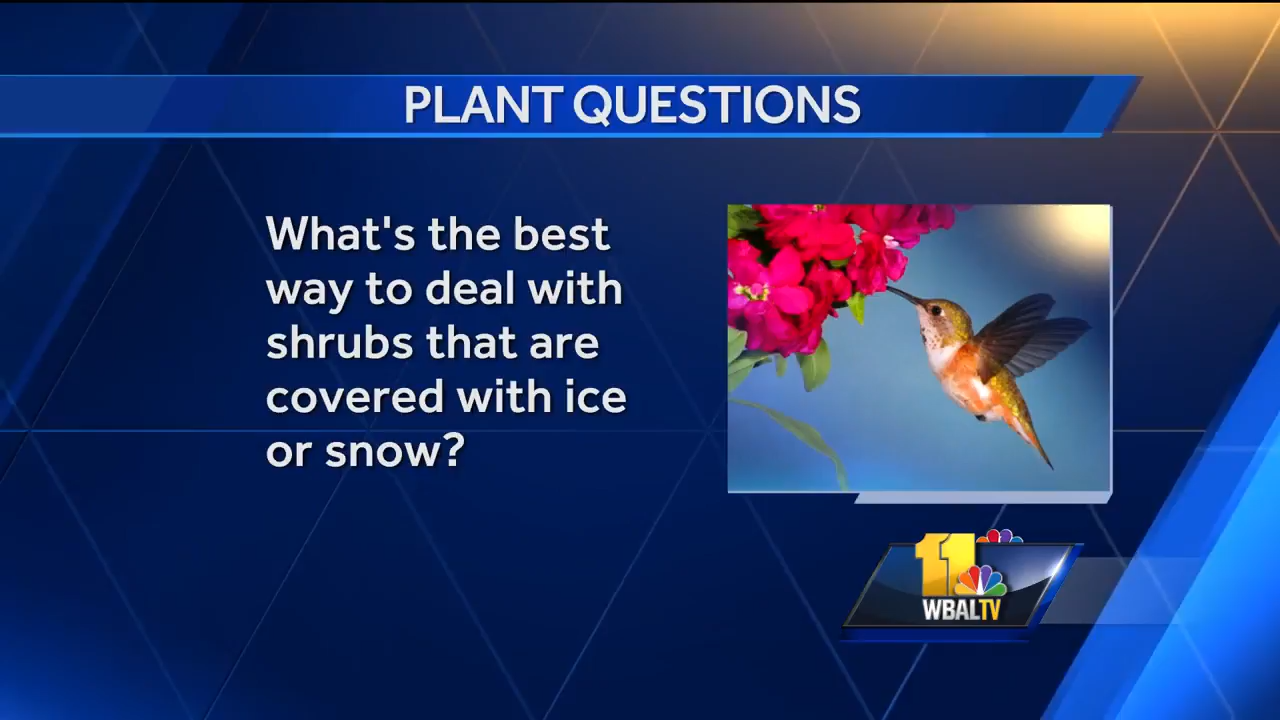 PLANT QUESTIONS
What's the best
way to deal with
shrubs that are
covered with ice
or snow?
11
WBALTV